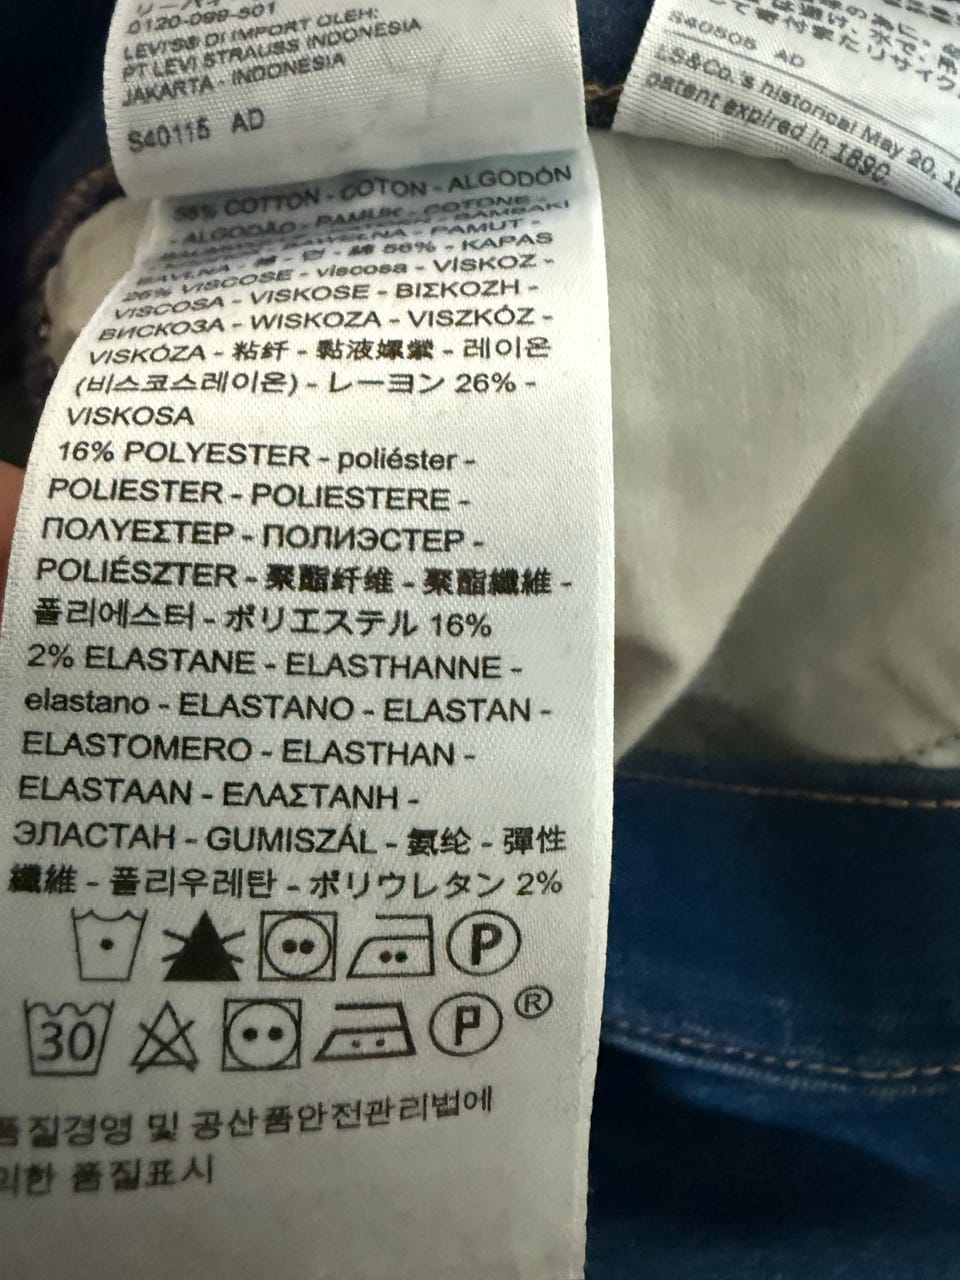 0120-099-501
LEVI'S® DI IMPORT OLEH:
PT LEVI STRAUSS INDONESIA
JAKARTA - INDONESIA
S40115 AD
S40505 AD
LS&Co.'s historical May 20, 18
patent expired in 1890.
COTTON - COTON - ALGODÓN
- ALGODÃO - PAMUK - COTONE -
56% - KAPAS
26% VISCOSE - viscosa - VİSKOZ -
VISCOSA - VISKOSE - ΒΙΣΚΟΖΗ -
ВИСКОЗА - WISKOZA - VISZKÓZ -
VISKÓZA - 粘纤 - 黏液嫘縈 - 레이온
(비스코스레이온) - レーヨン 26% -
VISKOSA
16% POLYESTER - poliéster -
POLIESTER - POLIESTERE -
ΠΟΛΥΕΣΤΕΡ - ПОЛИЭСТЕР -
POLIÉSZTER - 聚酯纤维 - 聚酯纖維 -
폴리에스터 - ポリエステル 16%
2% ELASTANE - ELASTHANNE -
elastano - ELASTANO - ELASTAN -
ELASTOMERO - ELASTHAN -
ELASTAAN - ΕΛΑΣΤΑΝΗ -
ЭЛАСТАН - GUMISZÁL - 氨纶 - 彈性
纖維 - 폴리우레탄 - ポリウレタン 2%
P
30 P ®
품질경영 및 공산품안전관리법에
의한 품질표시